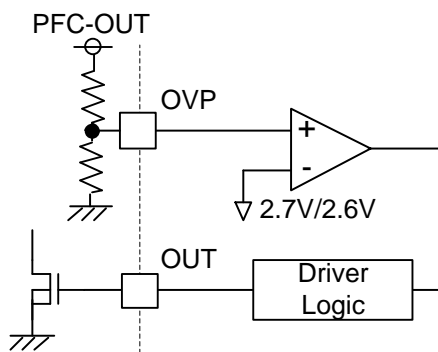 PFC-OUT
OVP
+
-
2.7V/2.6V
OUT
Driver
Logic